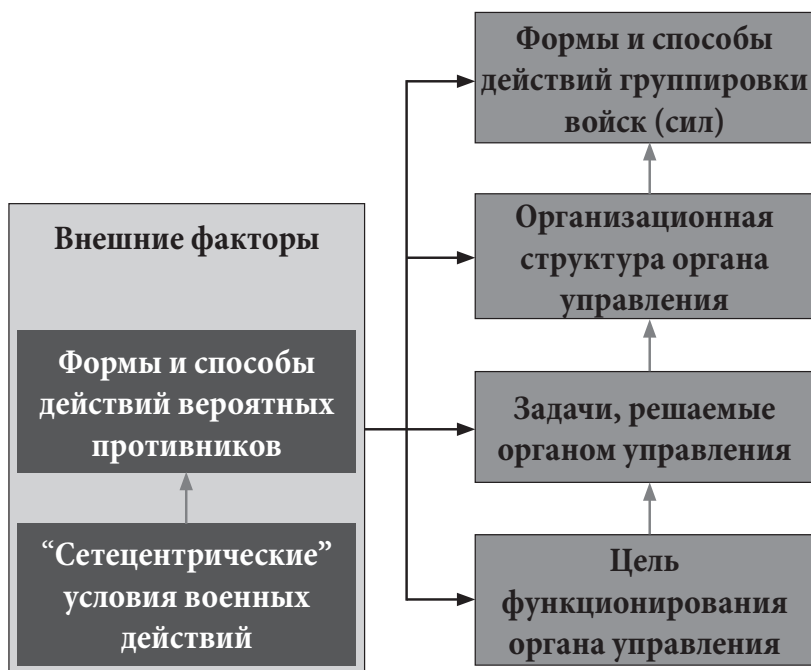 Внешние факторы
Формы и способы
действий вероятных
противников
“Сетецентрические”
условия военных
действий
Формы и способы
действий группировки
войск (сил)
Организационная
структура органа
управления
Задачи, решаемые
органом управления
Цель
функционирования
органа управления